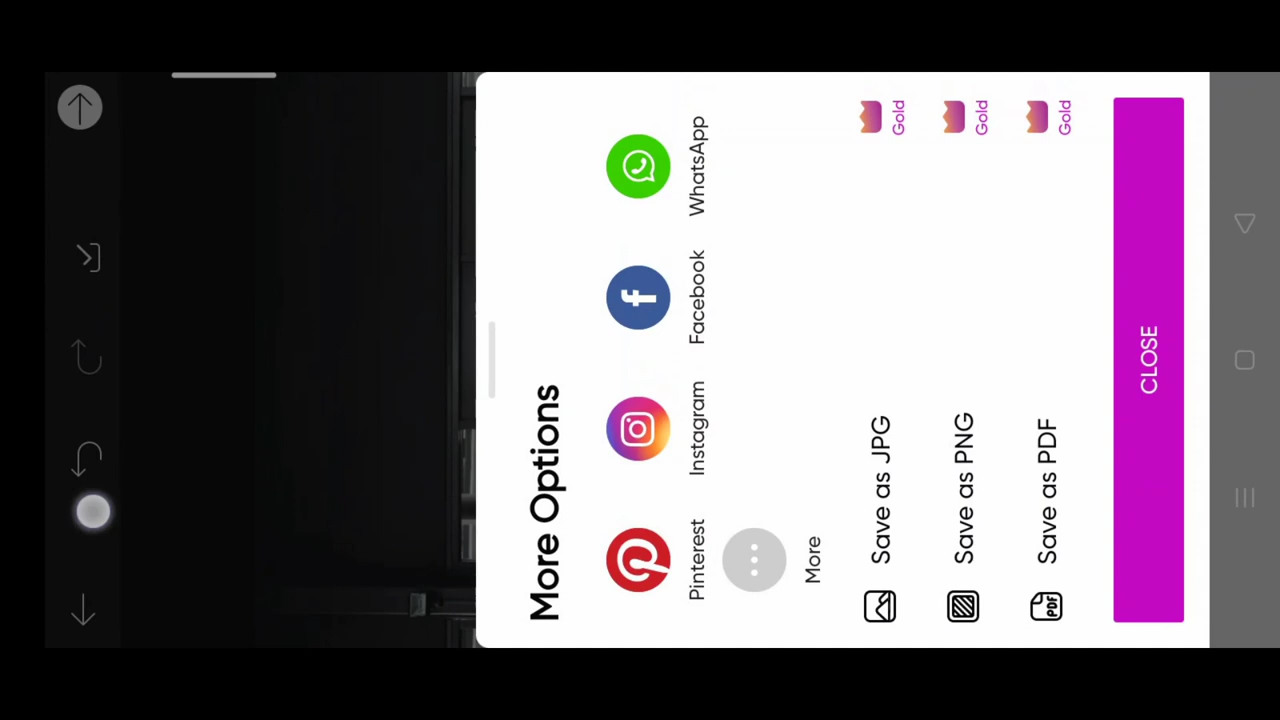 More Options
Pinterest
Instagram
Facebook
WhatsApp
More
Save as JPG
Gold
Save as PNG
Gold
PDF
Save as PDF
Gold
CLOSE